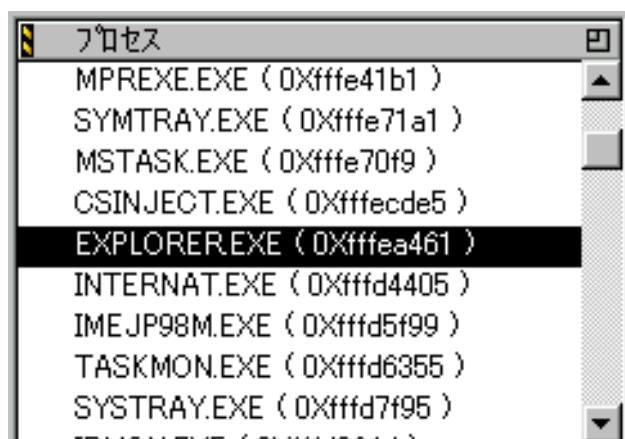 プロセス
MPREXE.EXE ( 0Xfffe41b1 )
SYMTRAY.EXE ( 0Xfffe71a1 )
MSTASK.EXE ( 0Xfffe70f9 )
CSINJECT.EXE ( 0Xfffecde5 )
EXPLORER.EXE ( 0Xfffea461 )
INTERNAT.EXE ( 0Xfffd4405 )
IMEJP98M.EXE ( 0Xfffd5f99 )
TASKMON.EXE ( 0Xfffd6355 )
SYSTRAY.EXE ( 0Xfffd7f95 )